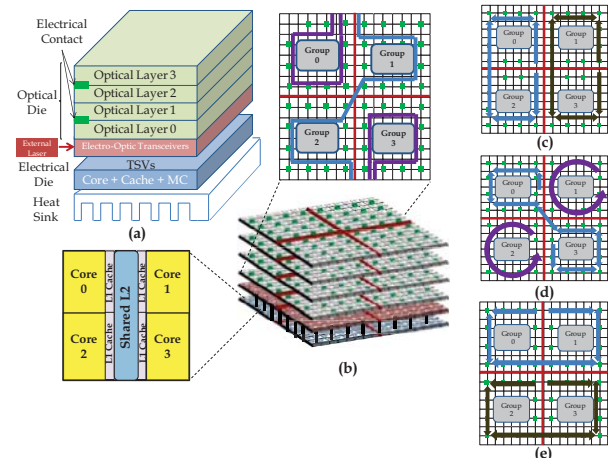 Electrical
Contact
Optical
Die
Optical Layer 3
Optical Layer 2
Optical Layer 1
Optical Layer 0
External
Laser
Electro-Optic Transceivers
Electrical
Die
TSVs
Core + Cache + MC
Heat
Sink
(a)
Group
0
Group
1
Group
2
Group
3
(b)
Core
0
Core
1
Core
2
Core
3
L1 Cache
L1 Cache
L1 Cache
L1 Cache
Shared L2
Group
0
Group
1
Group
2
Group
3
(c)
Group
0
Group
1
Group
2
Group
3
(d)
Group
0
Group
1
Group
2
Group
3
(e)